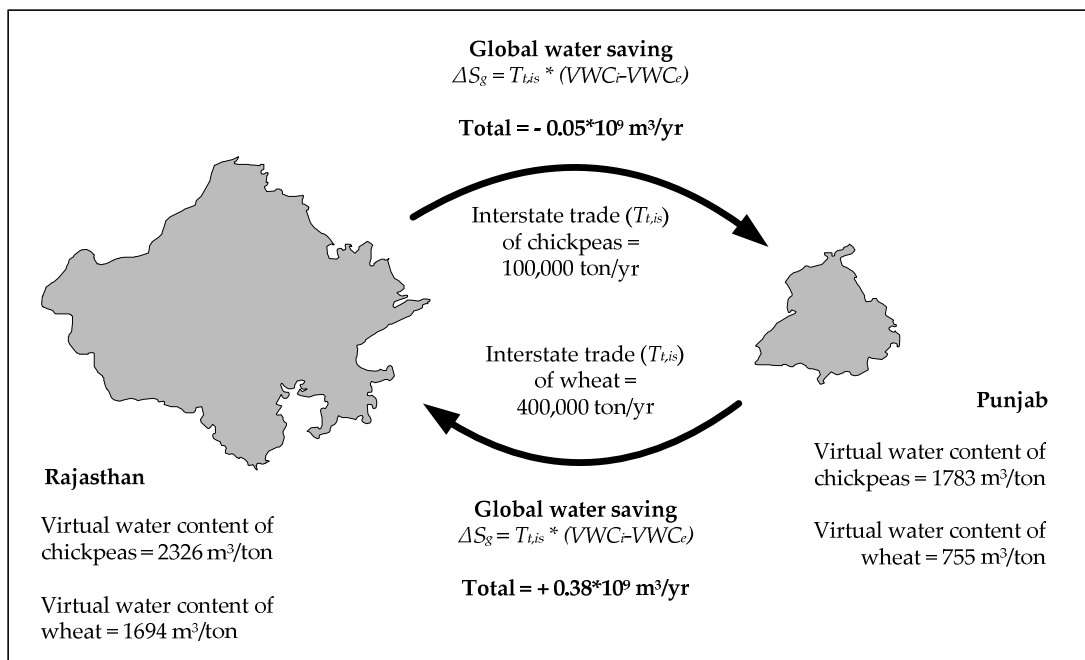 Global water saving
ΔSg = Tt,is * (VWCi-VWCe)
Total = - 0.05*10⁹ m³/yr
Interstate trade (Tt,is)
of chickpeas =
100,000 ton/yr
Interstate trade (Tt,is)
of wheat =
400,000 ton/yr
Global water saving
ΔSg = Tt,is * (VWCi-VWCe)
Total = + 0.38*10⁹ m³/yr
Rajasthan
Virtual water content of
chickpeas = 2326 m³/ton
Virtual water content of
wheat = 1694 m³/ton
Punjab
Virtual water content of
chickpeas = 1783 m³/ton
Virtual water content of
wheat = 755 m³/ton